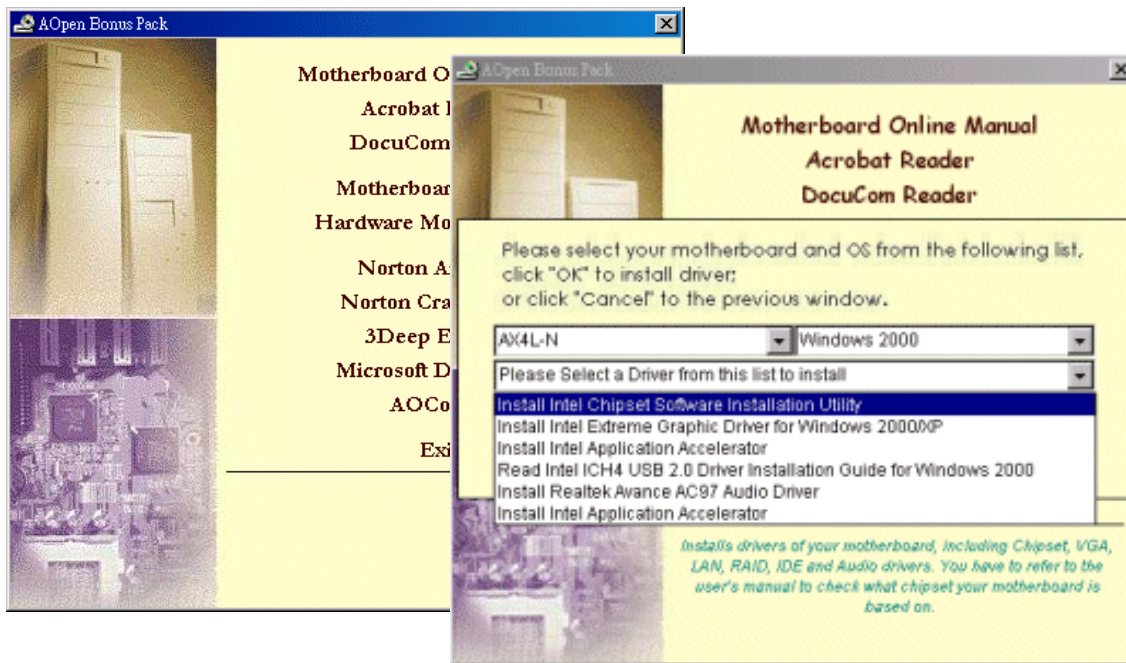 AOpen Bonus Pack
Motherboard O
Acrobat
DocuCom
Motherboar
Hardware Mo
Norton A
Norton Cra
3Deep E
Microsoft D
AOCo
Exi
AOpen Bonus Pack
Motherboard Online Manual
Acrobat Reader
DocuCom Reader
Please select your motherboard and OS from the following list,
click "OK" to install driver;
or click "Cancel" to the previous window.
AX4L-N
Windows 2000
Please Select a Driver from this list to install
Install Intel Chipset Software Installation Utility
Install Intel Extreme Graphic Driver for Windows 2000/XP
Install Intel Application Accelerator
Read Intel ICH4 USB 2.0 Driver Installation Guide for Windows 2000
Install Realtek Avance AC97 Audio Driver
Install Intel Application Accelerator
Installs drivers of your motherboard, including Chipset, VGA,
LAN, RAID, IDE and Audio drivers. You have to refer to the
user's manual to check what chipset your motherboard is
based on.